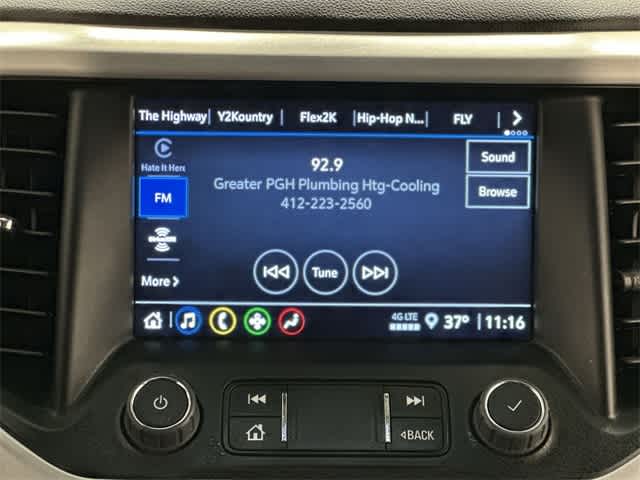 The Highway Y2Kountry Flex2K Hip-Hop N... FLY
Hate It Here
92.9
Sound
FM
Greater PGH Plumbing Htg-Cooling
Browse
412-223-2560
SiriusXM
Tune
More
4G LTE
37° 11:16
BACK